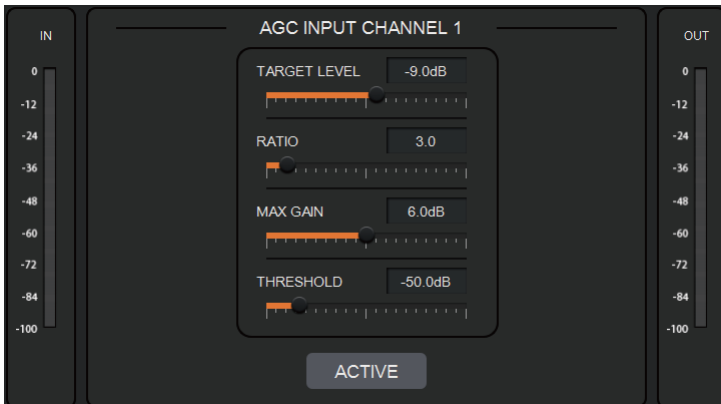 AGC INPUT CHANNEL 1
IN
0
-12
-24
-36
-48
-60
-72
-84
-100
TARGET LEVEL -9.0dB
RATIO 3.0
MAX GAIN 6.0dB
THRESHOLD -50.0dB
ACTIVE
OUT
0
-12
-24
-36
-48
-60
-72
-84
-100